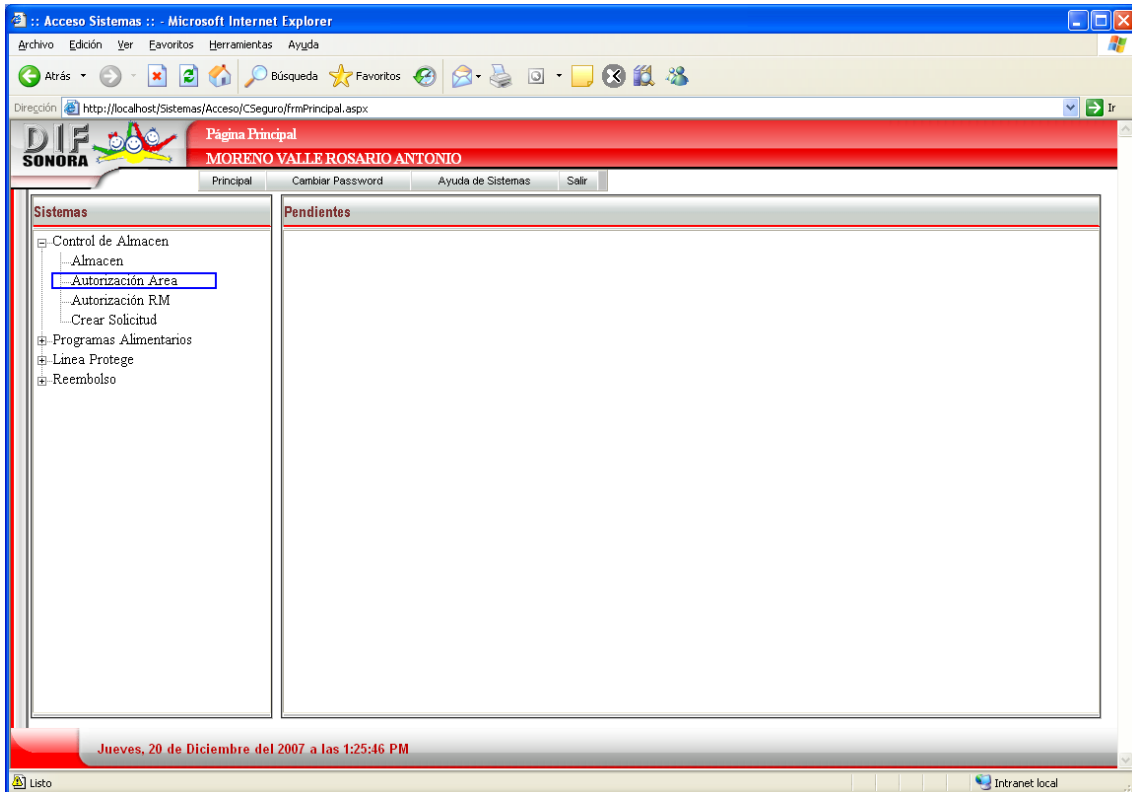 :: Acceso Sistemas :: - Microsoft Internet Explorer
Archivo Edición Ver Favoritos Herramientas Ayuda
Atrás Búsqueda Favoritos
Dirección http://localhost/Sistemas/Acceso/CSeguro/frmPrincipal.aspx Ir
DIF SONORA
Página Principal
MORENO VALLE ROSARIO ANTONIO
Principal Cambiar Password Ayuda de Sistemas Salir
Sistemas
Control de Almacen
Almacen
Autorización Area
Autorización RM
Crear Solicitud
Programas Alimentarios
Linea Protege
Reembolso
Pendientes
Jueves, 20 de Diciembre del 2007 a las 1:25:46 PM
Listo Intranet local